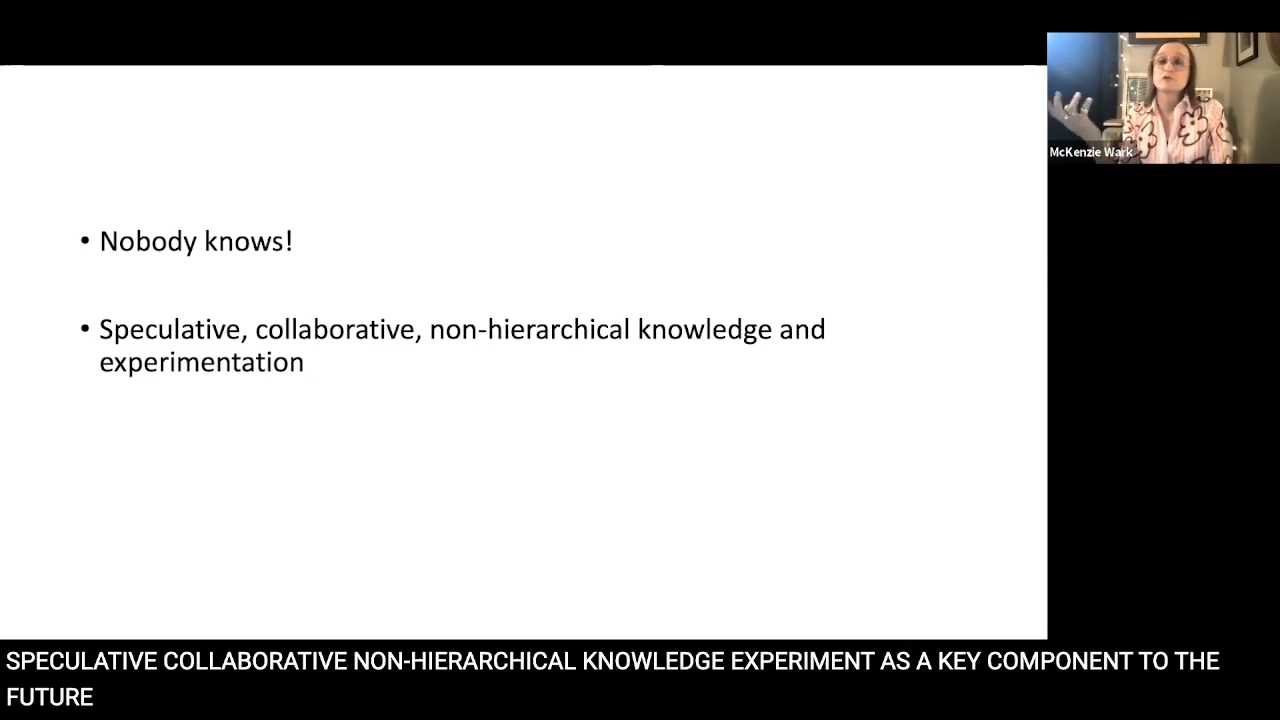 McKenzie Wark
• Nobody knows!
• Speculative, collaborative, non-hierarchical knowledge and
experimentation
SPECULATIVE COLLABORATIVE NON-HIERARCHICAL KNOWLEDGE EXPERIMENT AS A KEY COMPONENT TO THE
FUTURE